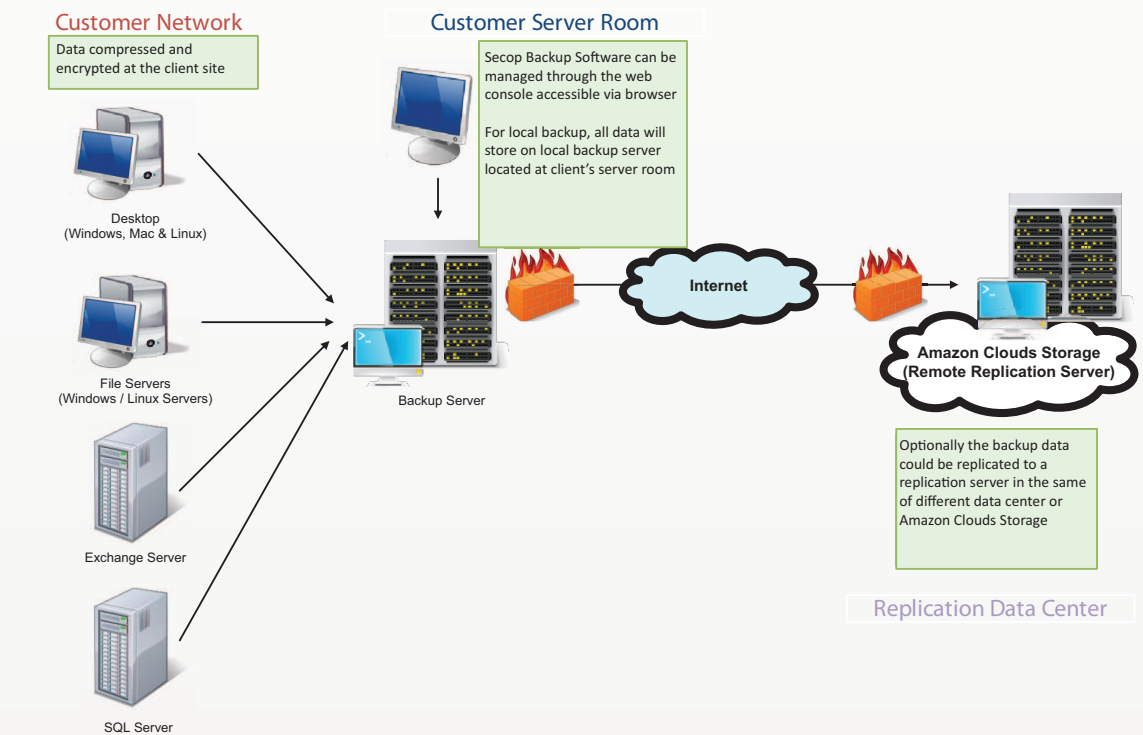 Customer Network
Data compressed and
encrypted at the client site
Desktop
(Windows, Mac & Linux)
File Servers
(Windows / Linux Servers)
Exchange Server
SQL Server
Customer Server Room
Secop Backup Software can be
managed through the web
console accessible via browser
For local backup, all data will
store on local backup server
located at client's server room
Backup Server
Internet
Amazon Clouds Storage
(Remote Replication Server)
Optionally the backup data
could be replicated to a
replication server in the same
of different data center or
Amazon Clouds Storage
Replication Data Center